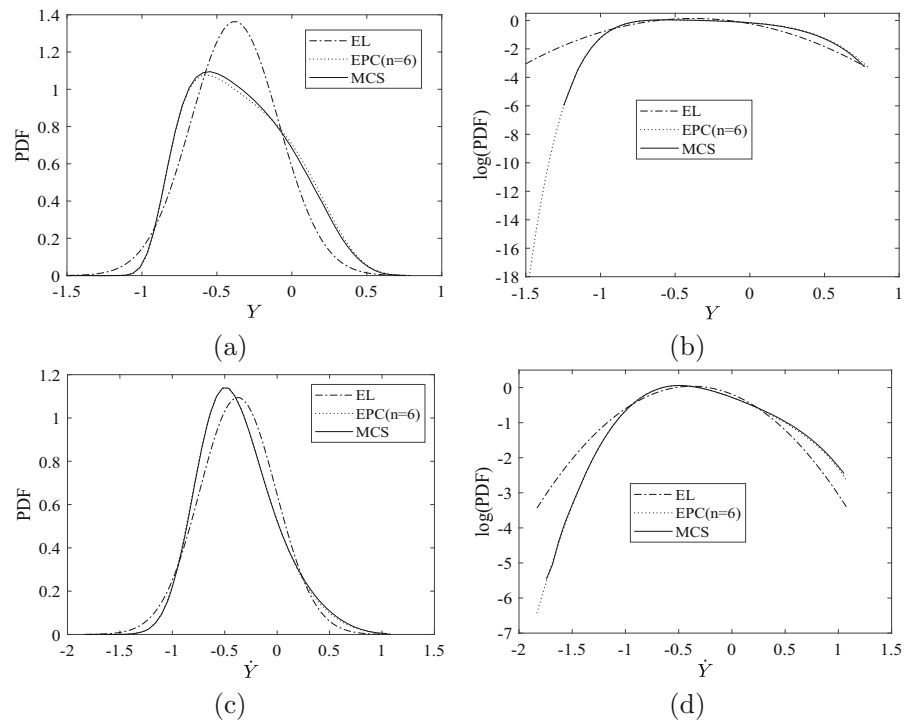 1.4
1.2
1
0.8
0.6
0.4
0.2
0
PDF
EL
EPC(n=6)
MCS
-1.5 -1 -0.5 0 0.5 1
Y
(a)
0
-2
-4
-6
-8
-10
-12
-14
-16
-18
log(PDF)
EL
EPC(n=6)
MCS
-1.5 -1 -0.5 0 0.5 1
Y
(b)
1.2
1
0.8
0.6
0.4
0.2
0
PDF
EL
EPC(n=6)
MCS
-2 -1.5 -1 -0.5 0 0.5 1 1.5
Ẏ
(c)
0
-1
-2
-3
-4
-5
-6
-7
log(PDF)
EL
EPC(n=6)
MCS
-2 -1.5 -1 -0.5 0 0.5 1 1.5
Ẏ
(d)